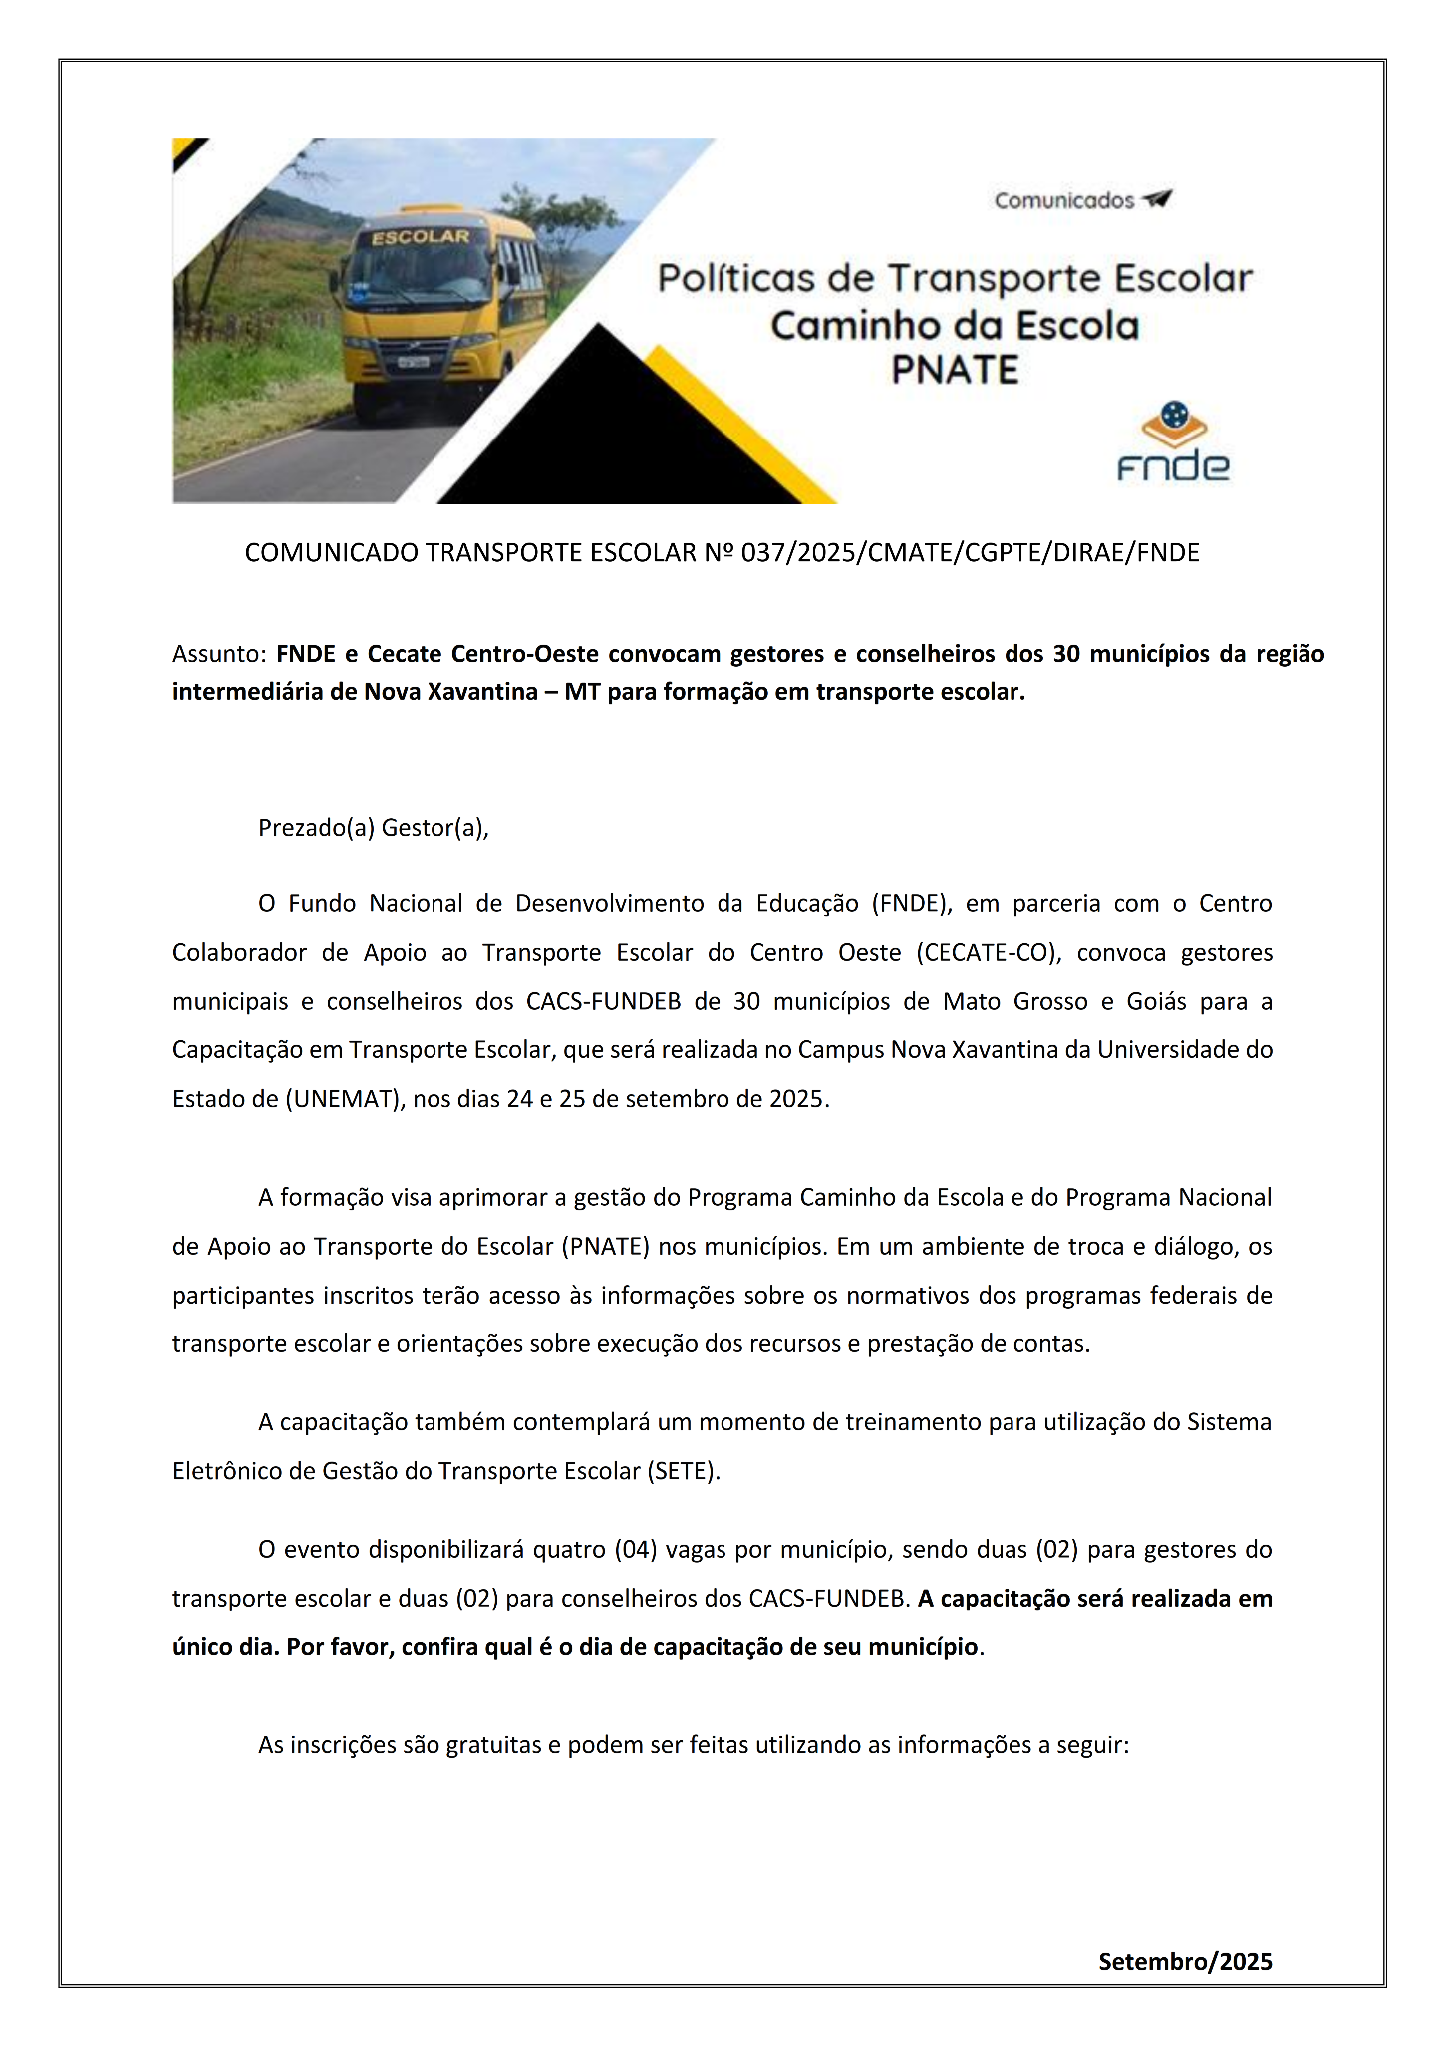 ESCOLAR
Comunicados
Políticas de Transporte Escolar
Caminho da Escola
PNATE
Fnde
COMUNICADO TRANSPORTE ESCOLAR Nº 037/2025/CMATE/CGPTE/DIRAE/FNDE
Assunto: FNDE e Cecate Centro-Oeste convocam gestores e conselheiros dos 30 municípios da região
intermediária de Nova Xavantina – MT para formação em transporte escolar.
Prezado(a) Gestor(a),
O Fundo Nacional de Desenvolvimento da Educação (FNDE), em parceria com o Centro
Colaborador de Apoio ao Transporte Escolar do Centro Oeste (CECATE-CO), convoca gestores
municipais e conselheiros dos CACS-FUNDEB de 30 municípios de Mato Grosso e Goiás para a
Capacitação em Transporte Escolar, que será realizada no Campus Nova Xavantina da Universidade do
Estado de (UNEMAT), nos dias 24 e 25 de setembro de 2025.
A formação visa aprimorar a gestão do Programa Caminho da Escola e do Programa Nacional
de Apoio ao Transporte do Escolar (PNATE) nos municípios. Em um ambiente de troca e diálogo, os
participantes inscritos terão acesso às informações sobre os normativos dos programas federais de
transporte escolar e orientações sobre execução dos recursos e prestação de contas.
A capacitação também contemplará um momento de treinamento para utilização do Sistema
Eletrônico de Gestão do Transporte Escolar (SETE).
O evento disponibilizará quatro (04) vagas por município, sendo duas (02) para gestores do
transporte escolar e duas (02) para conselheiros dos CACS-FUNDEB. A capacitação será realizada em
único dia. Por favor, confira qual é o dia de capacitação de seu município.
As inscrições são gratuitas e podem ser feitas utilizando as informações a seguir:
Setembro/2025